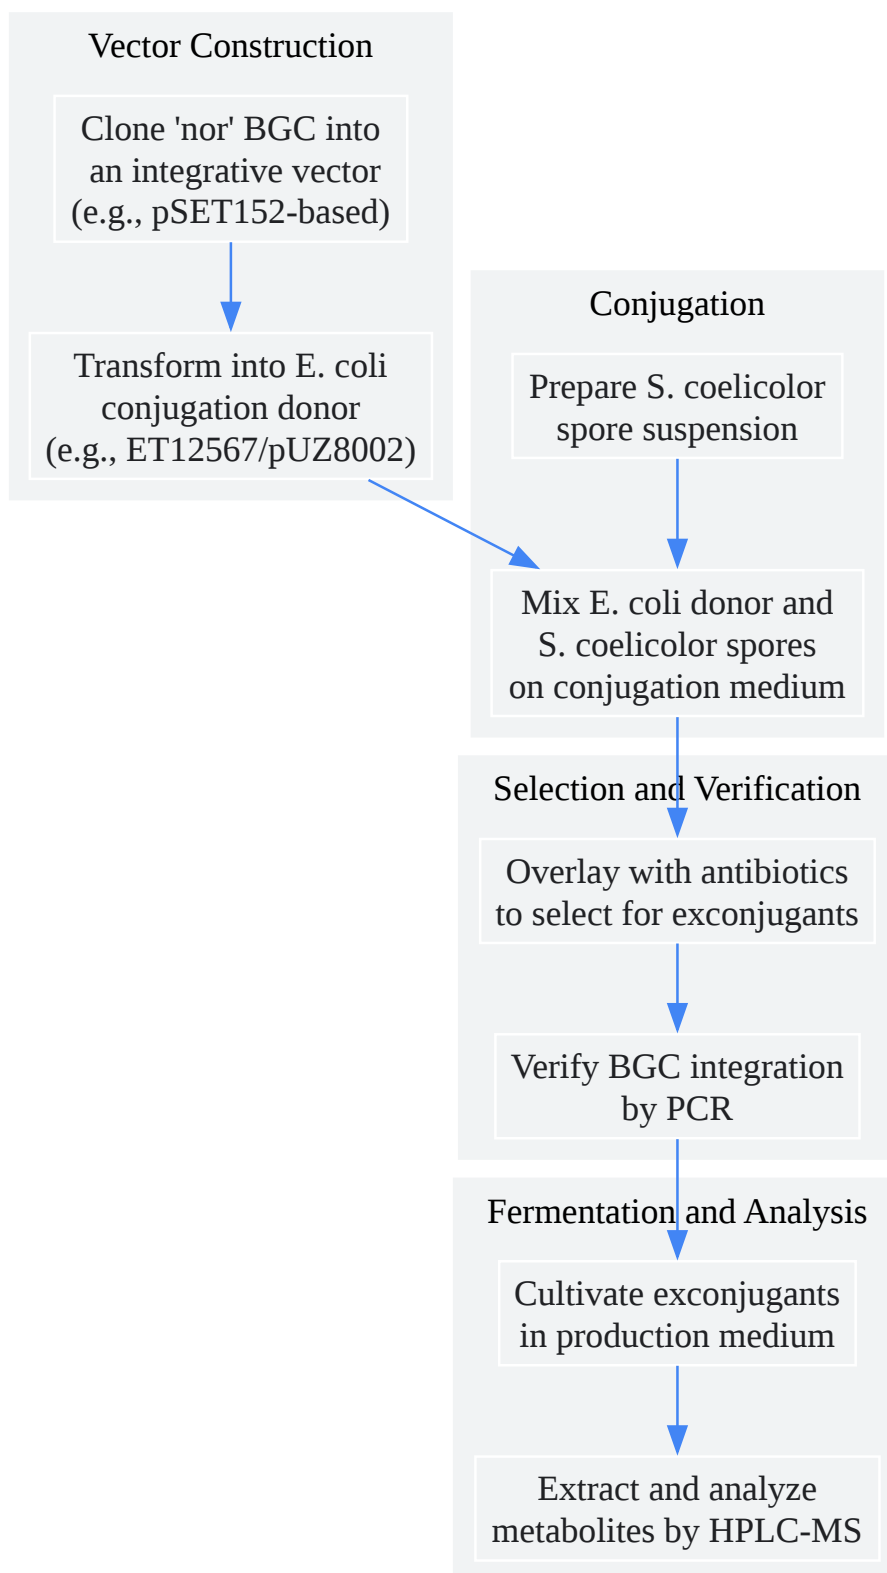 Vector Construction
Clone 'nor' BGC into
an integrative vector
(e.g., pSET152-based)
Transform into E. coli
conjugation donor
(e.g., ET12567/pUZ8002)
Conjugation
Prepare S. coelicolor
spore suspension
Mix E. coli donor and
S. coelicolor spores
on conjugation medium
Selection and Verification
Overlay with antibiotics
to select for exconjugants
Verify BGC integration
by PCR
Fermentation and Analysis
Cultivate exconjugants
in production medium
Extract and analyze
metabolites by HPLC-MS